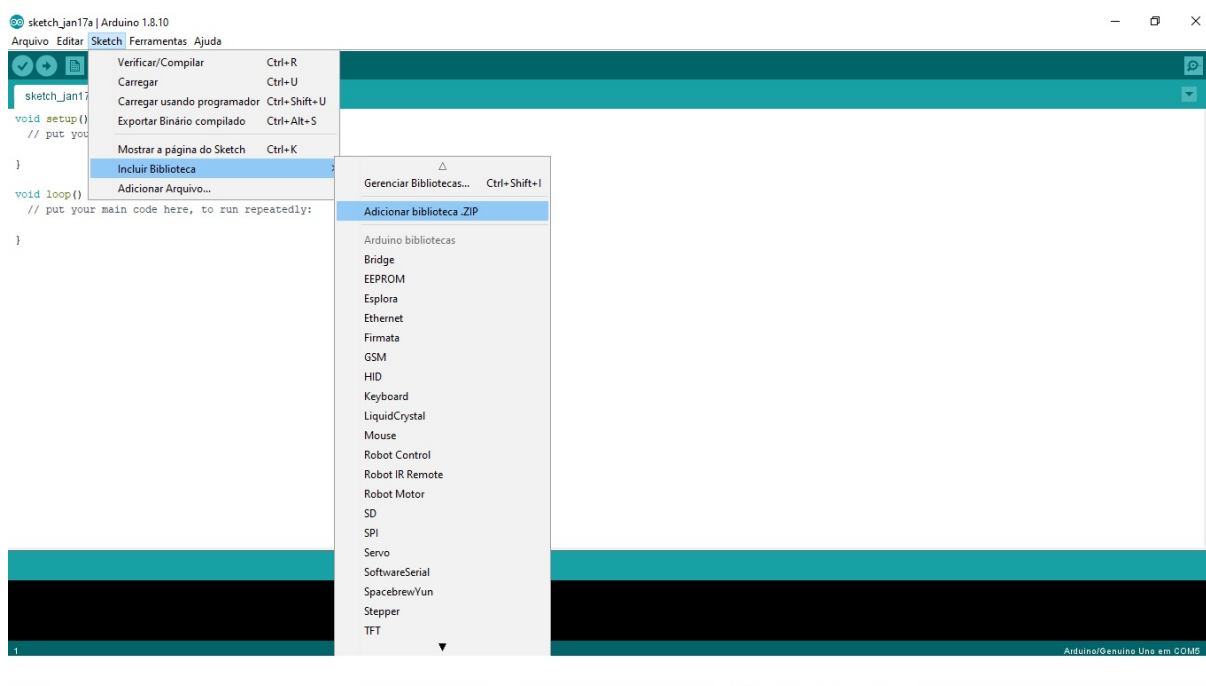 sketch_jan17a | Arduino 1.8.10
Arquivo Editar Sketch Ferramentas Ajuda
Verificar/Compilar Ctrl+R
Carregar Ctrl+U
Carregar usando programador Ctrl+Shift+U
Exportar Binário compilado Ctrl+Alt+S
Mostrar a página do Sketch Ctrl+K
Incluir Biblioteca
Adicionar Arquivo...
sketch_jan17
void setup()
// put you
}
void loop()
// put your main code here, to run repeatedly:
}
Gerenciar Bibliotecas... Ctrl+Shift+I
Adicionar biblioteca .ZIP
Arduino bibliotecas
Bridge
EEPROM
Esplora
Ethernet
Firmata
GSM
HID
Keyboard
LiquidCrystal
Mouse
Robot Control
Robot IR Remote
Robot Motor
SD
SPI
Servo
SoftwareSerial
SpacebrewYun
Stepper
TFT
1
Arduino/Genuino Uno em COM5